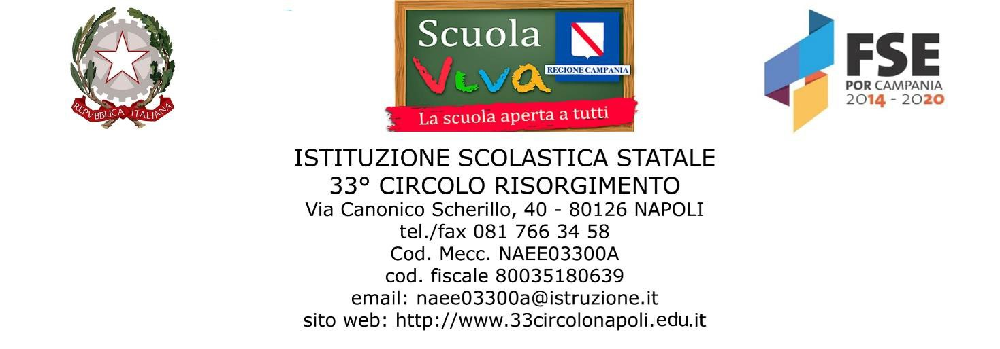 REPVBBLICA ITALIANA
Scuola
Viva
REGIONE CAMPANIA
La scuola aperta a tutti
FSE
POR CAMPANIA
2014 - 2020
ISTITUZIONE SCOLASTICA STATALE
33° CIRCOLO RISORGIMENTO
Via Canonico Scherillo, 40 - 80126 NAPOLI
tel./fax 081 766 34 58
Cod. Mecc. NAEE03300A
cod. fiscale 80035180639
email: naee03300a@istruzione.it
sito web: http://www.33circolonapoli.edu.it